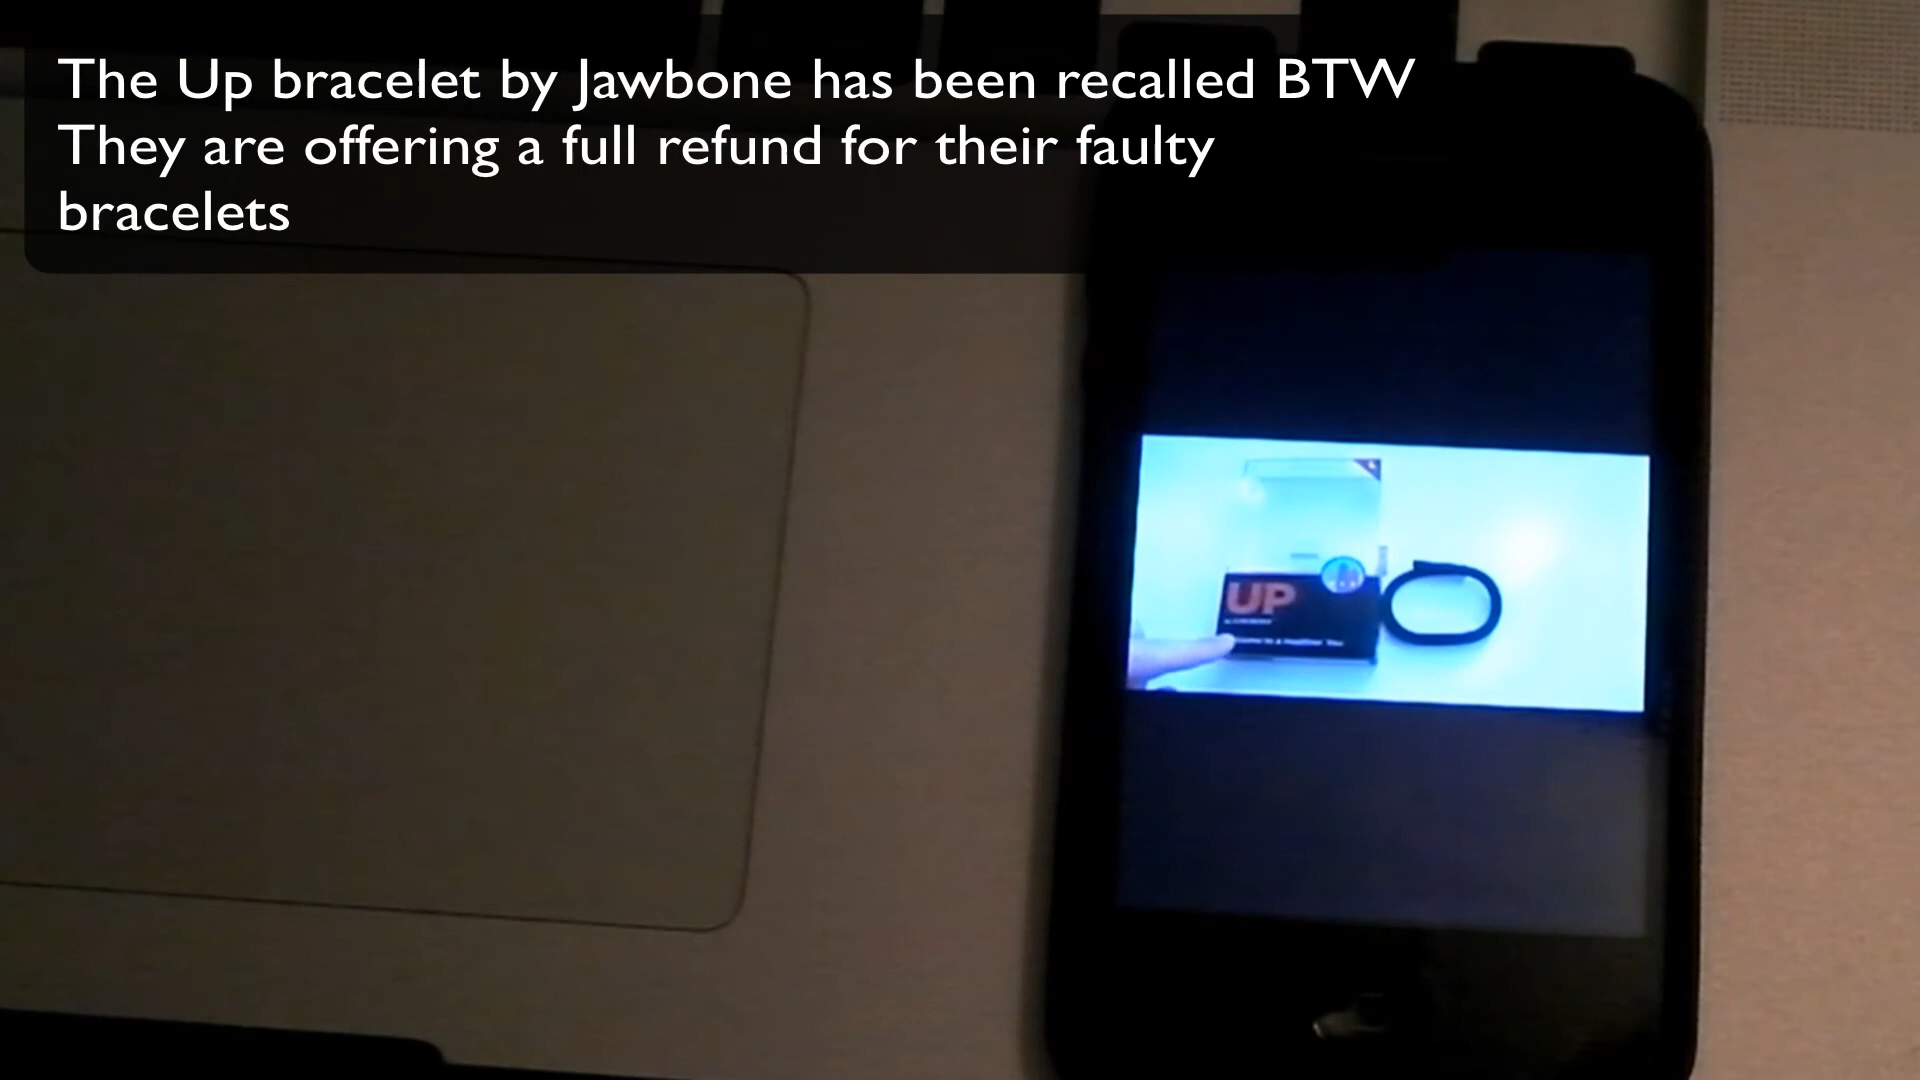 The Up bracelet by Jawbone has been recalled BTW
They are offering a full refund for their faulty
bracelets
UP